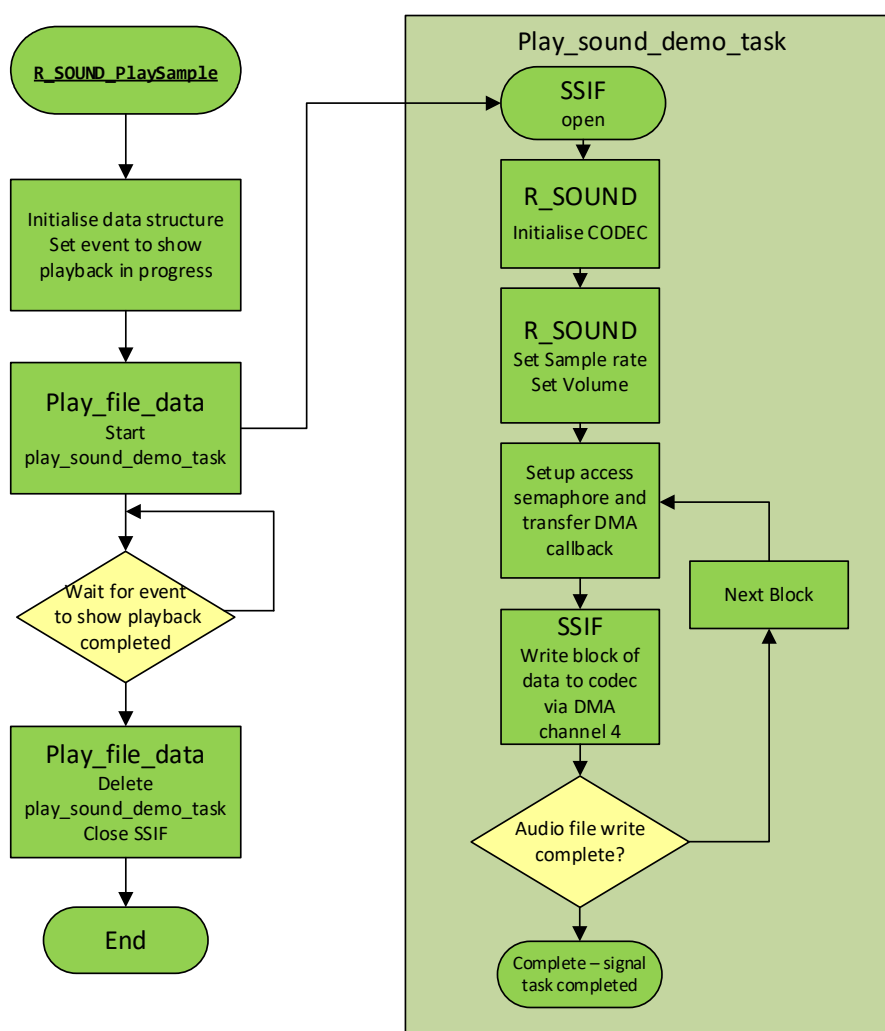 R_SOUND_PlaySample
Initialise data structure
Set event to show
playback in progress
Play_file_data
Start
play_sound_demo_task
Wait for event
to show playback
completed
Play_file_data
Delete
play_sound_demo_task
Close SSIF
End
Play_sound_demo_task
SSIF
open
R_SOUND
Initialise CODEC
R_SOUND
Set Sample rate
Set Volume
Setup access
semaphore and
transfer DMA
callback
Next Block
SSIF
Write block of
data to codec
via DMA
channel 4
Audio file write
complete?
Complete – signal
task completed